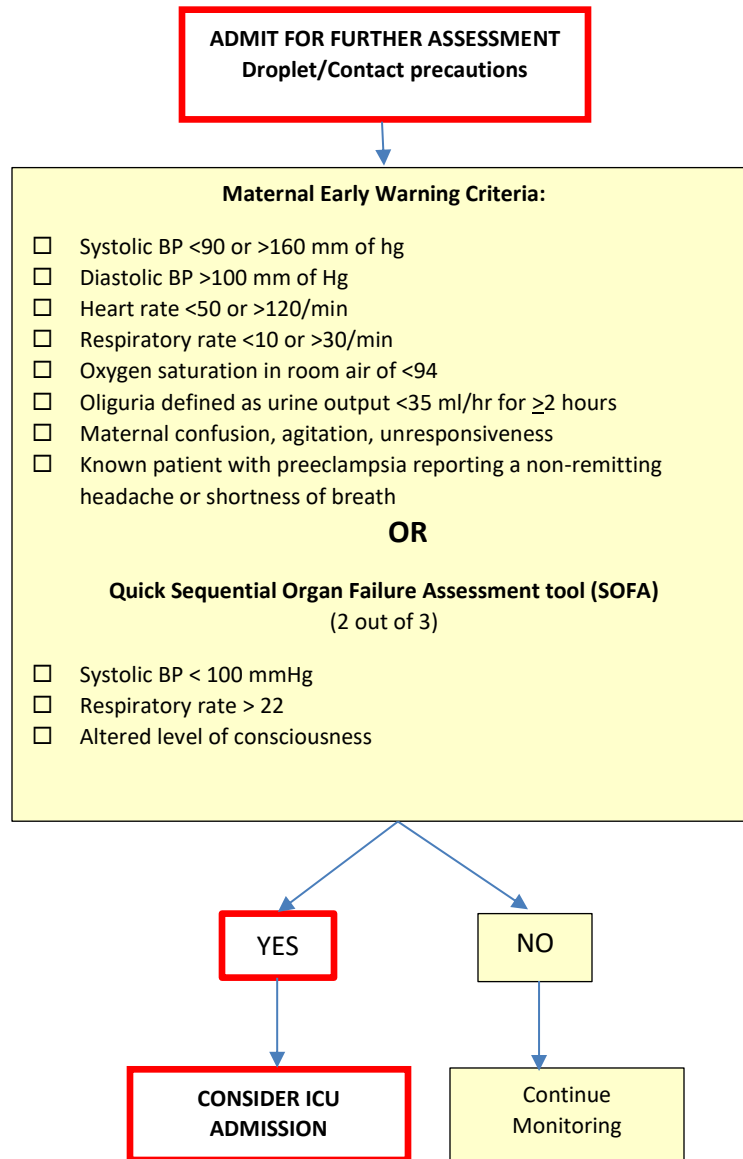 ADMIT FOR FURTHER ASSESSMENT
Droplet/Contact precautions
Maternal Early Warning Criteria:
☐ Systolic BP <90 or >160 mm of hg
☐ Diastolic BP >100 mm of Hg
☐ Heart rate <50 or >120/min
☐ Respiratory rate <10 or >30/min
☐ Oxygen saturation in room air of <94
☐ Oliguria defined as urine output <35 ml/hr for ≥2 hours
☐ Maternal confusion, agitation, unresponsiveness
☐ Known patient with preeclampsia reporting a non-remitting
headache or shortness of breath
OR
Quick Sequential Organ Failure Assessment tool (SOFA)
(2 out of 3)
☐ Systolic BP < 100 mmHg
☐ Respiratory rate > 22
☐ Altered level of consciousness
YES
NO
CONSIDER ICU
ADMISSION
Continue
Monitoring